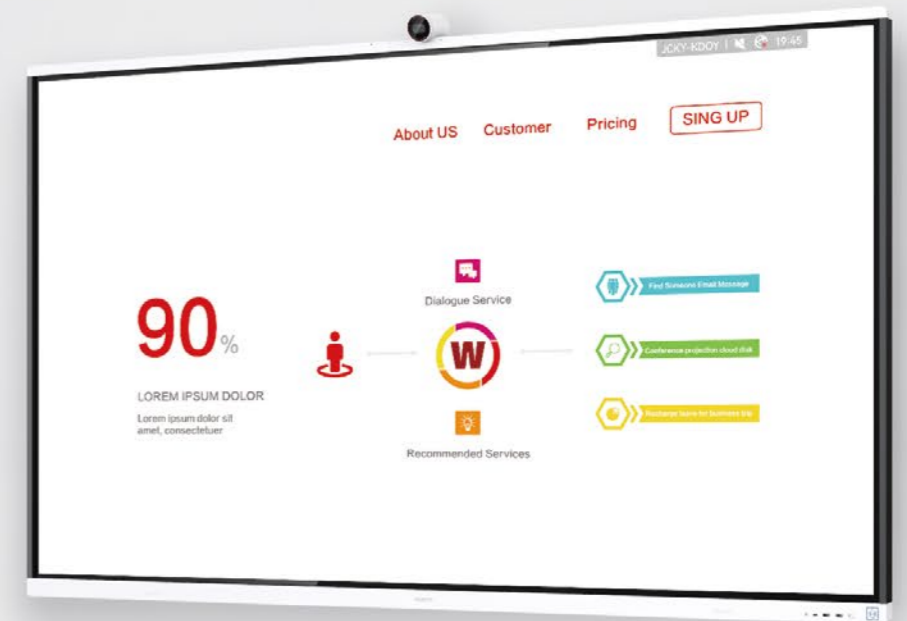 JCKY-KDOY 19:45
About US Customer Pricing SING UP
90%
LOREM IPSUM DOLOR
Lorem ipsum dolor sit
amet, consectetuer
Dialogue Service
W
Recommended Services
Find Someone Email Message
Conference projection cloud disk
Recharge leave for business trip